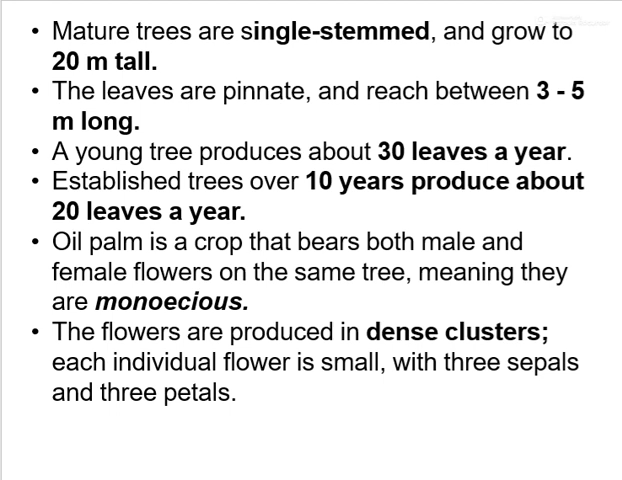 • Mature trees are single-stemmed, and grow to
20 m tall.
• The leaves are pinnate, and reach between 3 - 5
m long.
• A young tree produces about 30 leaves a year.
• Established trees over 10 years produce about
20 leaves a year.
• Oil palm is a crop that bears both male and
female flowers on the same tree, meaning they
are monoecious.
• The flowers are produced in dense clusters;
each individual flower is small, with three sepals
and three petals.